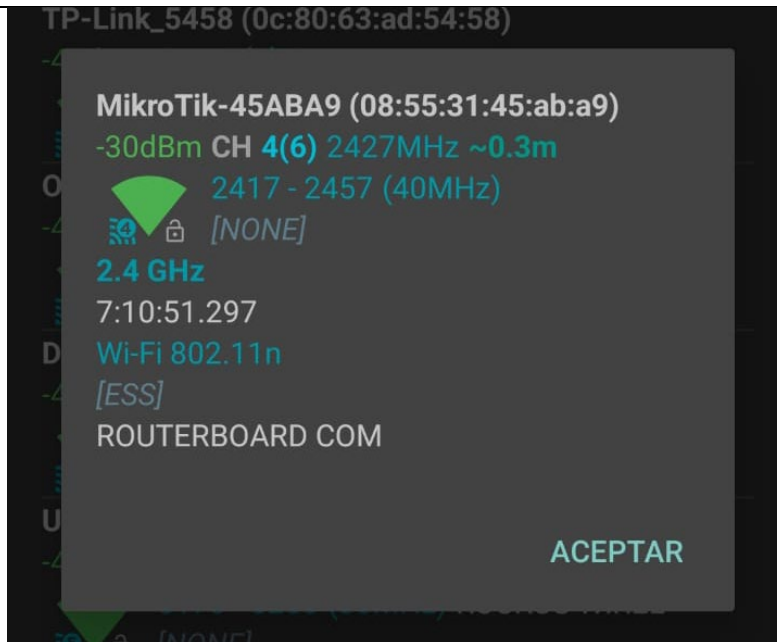 TP-Link_5458 (0c:80:63:ad:54:58)
MikroTik-45ABA9 (08:55:31:45:ab:a9)
-30dBm CH 4(6) 2427MHz ~0.3m
2417 - 2457 (40MHz)
4 [NONE]
2.4 GHz
7:10:51.297
Wi-Fi 802.11n
[ESS]
ROUTERBOARD COM
ACEPTAR
[NONE]